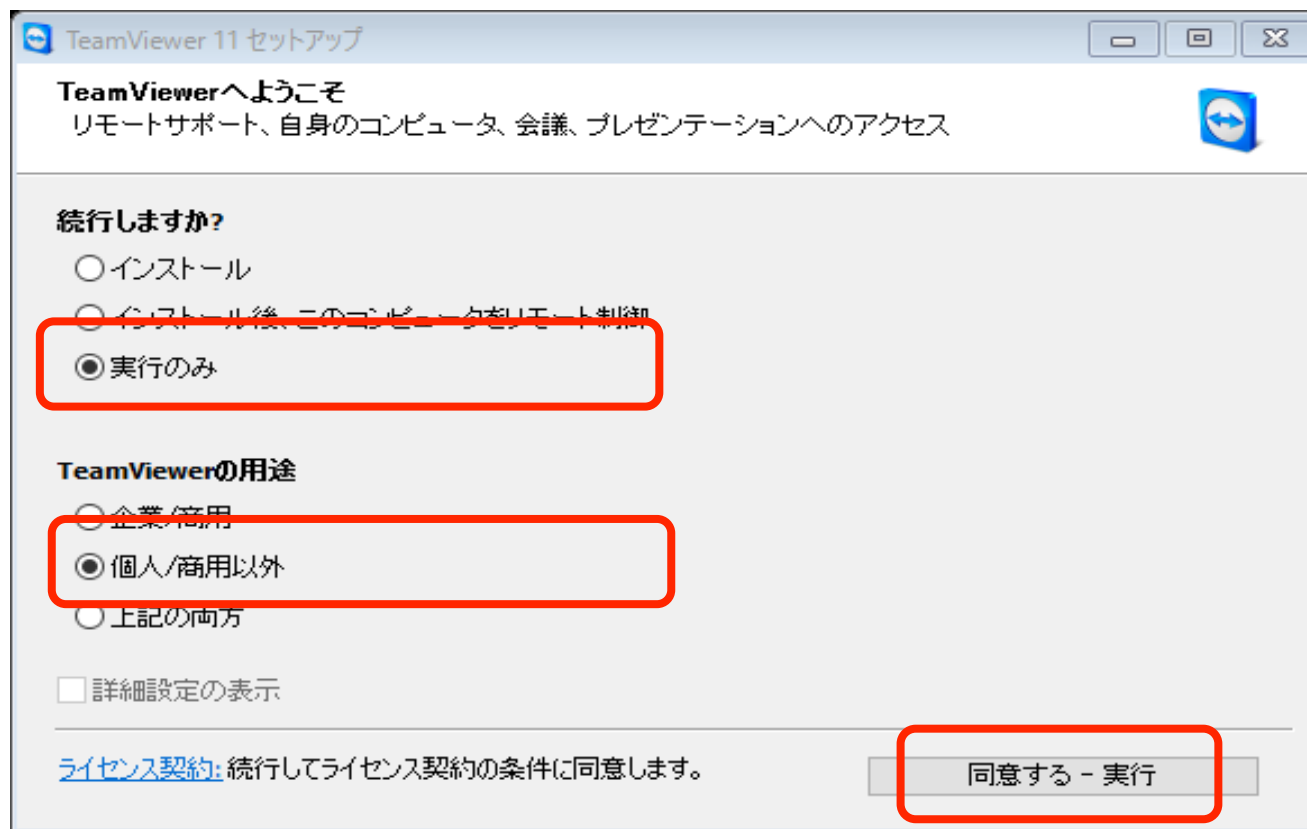 TeamViewer 11 セットアップ
TeamViewerへようこそ
リモートサポート、自身のコンピュータ、会議、プレゼンテーションへのアクセス
続行しますか?
インストール
インストール後、このコンピュータをリモート制御
実行のみ
TeamViewerの用途
企業/商用
個人/商用以外
上記の両方
詳細設定の表示
ライセンス契約: 続行してライセンス契約の条件に同意します。
同意する - 実行